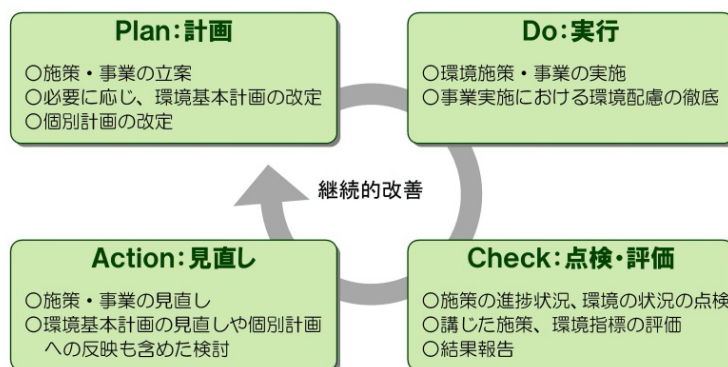 Plan:計画
○施策・事業の立案
○必要に応じ、環境基本計画の改定
○個別計画の改定
Do:実行
○環境施策・事業の実施
○事業実施における環境配慮の徹底
継続的改善
Action:見直し
○施策・事業の見直し
○環境基本計画の見直しや個別計画
への反映も含めた検討
Check:点検・評価
○施策の進捗状況、環境の状況の点検
○講じた施策、環境指標の評価
○結果報告